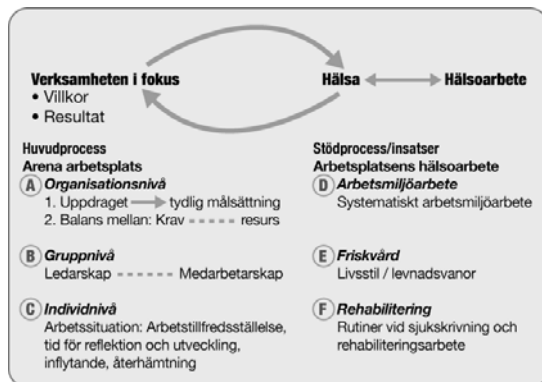 Verksamheten i fokus
• Villkor
• Resultat
Hälsa
Hälsoarbete
Huvudprocess
Arena arbetsplats
A Organisationsnivå
1. Uppdraget tydlig målsättning
2. Balans mellan: Krav resurs
B Gruppnivå
Ledarskap Medarbetarskap
C Individnivå
Arbetssituation: Arbetstillfredsställelse,
tid för reflektion och utveckling,
inflytande, återhämtning
Stödprocess/insatser
Arbetsplatsens hälsoarbete
D Arbetsmiljöarbete
Systematiskt arbetsmiljöarbete
E Friskvård
Livsstil / levnadsvanor
F Rehabilitering
Rutiner vid sjukskrivning och
rehabiliteringsarbete